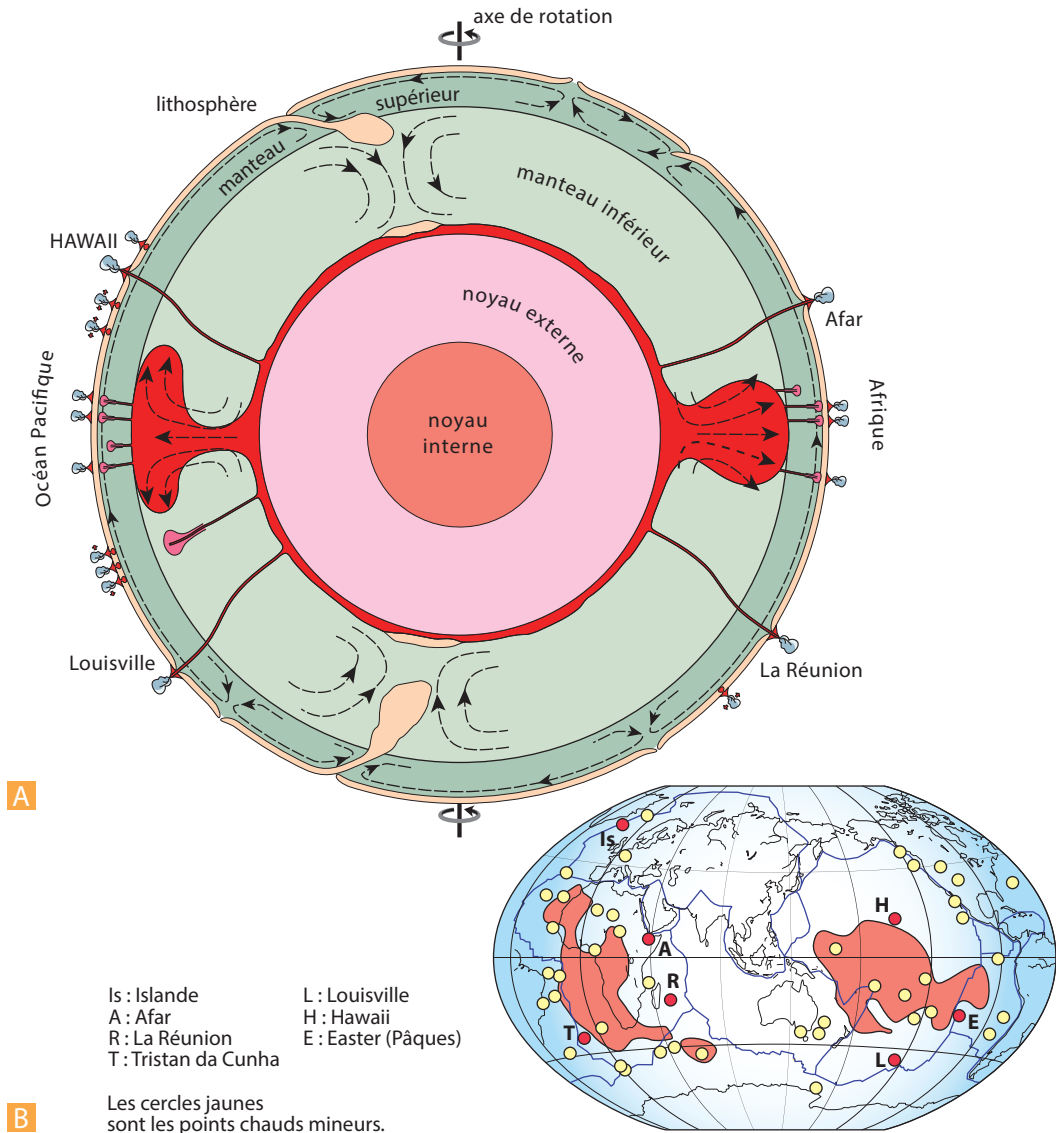 axe de rotation
lithosphère
supérieur
manteau
manteau inférieur
HAWAII
noyau externe
Afar
Océan Pacifique
Afrique
noyau
interne
Louisville
La Réunion
A
Is
H
A
R
E
T
L
Is : Islande
A : Afar
R : La Réunion
T : Tristan da Cunha
L : Louisville
H : Hawaii
E : Easter (Pâques)
Les cercles jaunes
sont les points chauds mineurs.
B